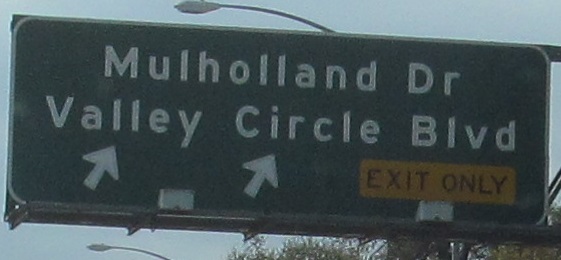 Mulholland Dr
Valley Circle Blvd
EXIT ONLY